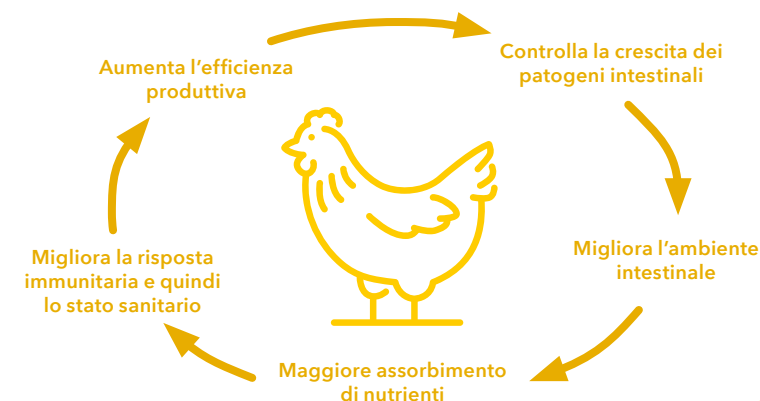 Aumenta l’efficienza
produttiva
Controlla la crescita dei
patogeni intestinali
Migliora l’ambiente
intestinale
Maggiore assorbimento
di nutrienti
Migliora la risposta
immunitaria e quindi
lo stato sanitario